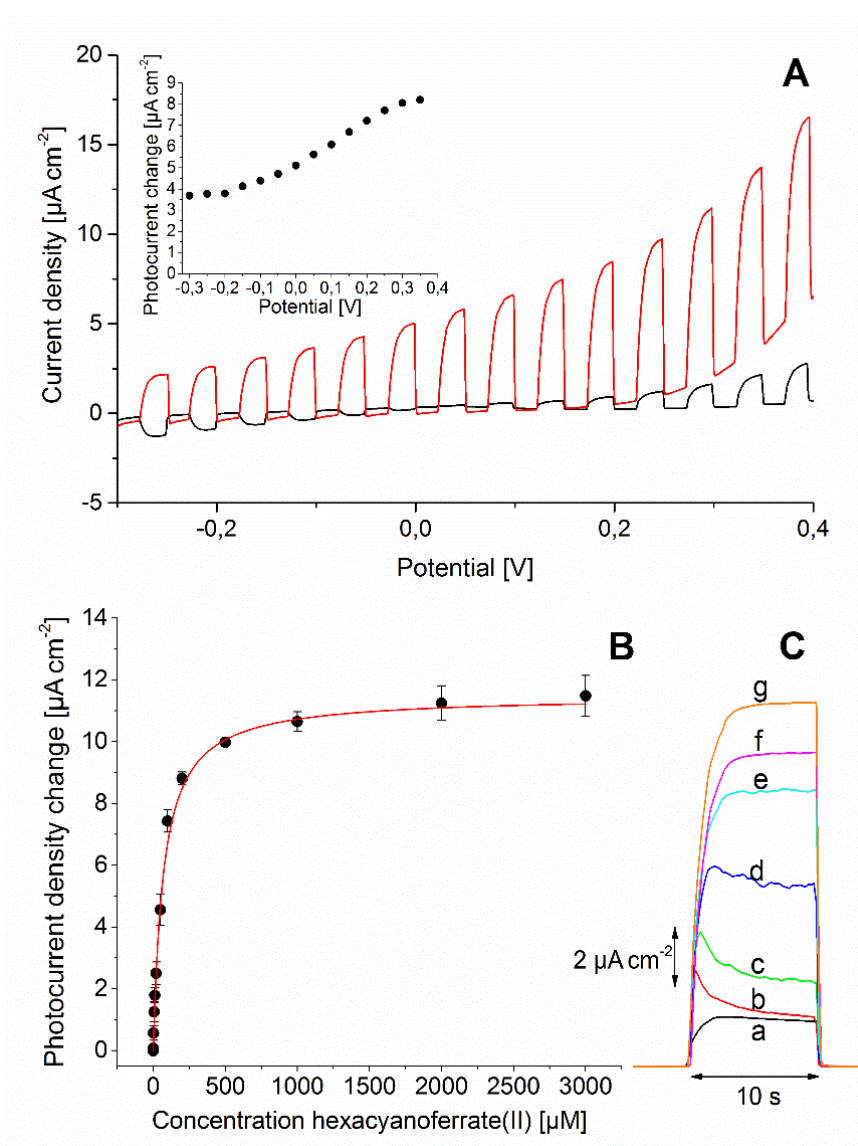 A
20
15
10
5
0
-5
Current density [µA cm-2]
-0,2 0,0 0,2 0,4
Potential [V]
9
8
7
6
5
4
3
2
1
0
Photocurrent change [µA cm-2]
-0,3 -0,2 -0,1 0,0 0,1 0,2 0,3 0,4
Potential [V]
B
14
12
10
8
6
4
2
0
Photocurrent density change [µA cm-2]
0 500 1000 1500 2000 2500 3000
Concentration hexacyanoferrate(II) [µM]
C
g
f
e
d
c
b
a
2 µA cm-2
10 s